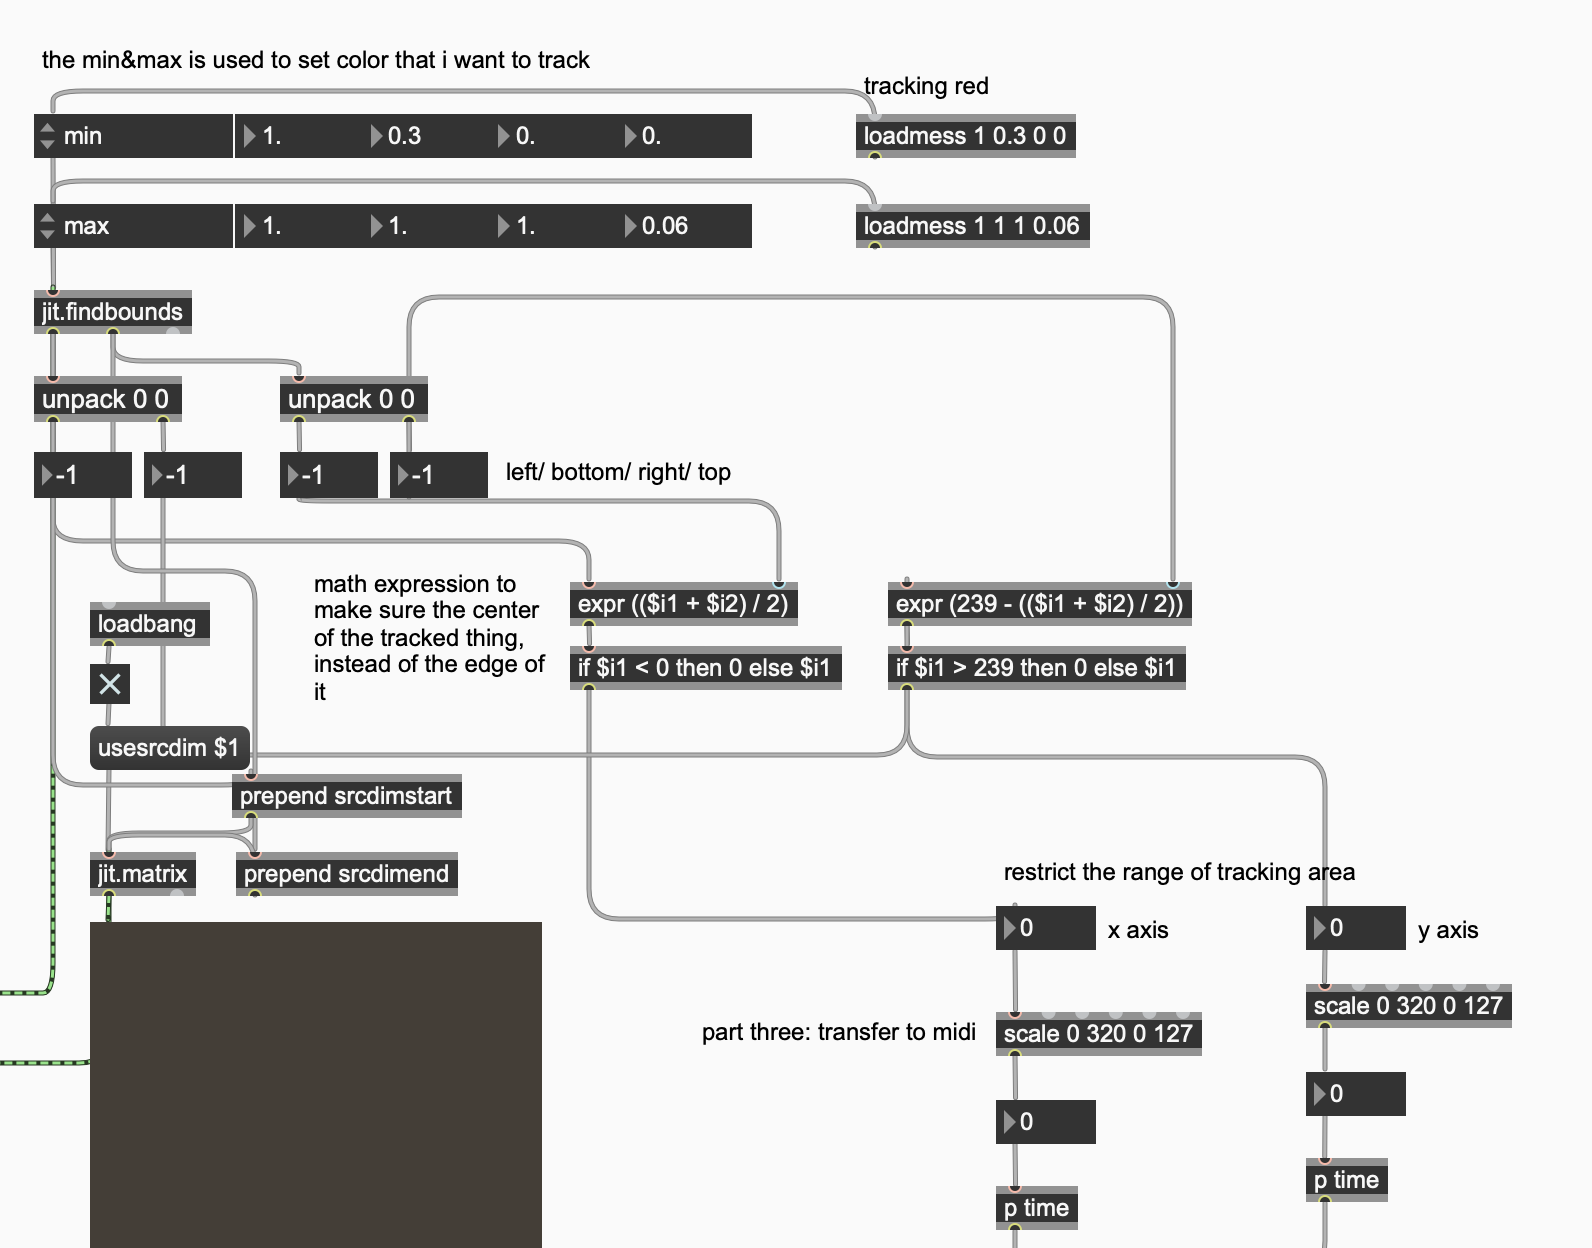 the min&max is used to set color that i want to track
tracking red
min 1. 0.3 0. 0.
loadmess 1 0.3 0 0
max 1. 1. 1. 0.06
loadmess 1 1 1 0.06
jit.findbounds
unpack 0 0
unpack 0 0
-1
-1
-1
-1
left/ bottom/ right/ top
math expression to
make sure the center
of the tracked thing,
instead of the edge of
it
expr (($i1 + $i2) / 2)
expr (239 - (($i1 + $i2) / 2))
loadbang
if $i1 < 0 then 0 else $i1
if $i1 > 239 then 0 else $i1
usesrcdim $1
prepend srcdimstart
jit.matrix
prepend srcdimend
restrict the range of tracking area
0
x axis
0
y axis
part three: transfer to midi
scale 0 320 0 127
scale 0 320 0 127
0
0
p time
p time